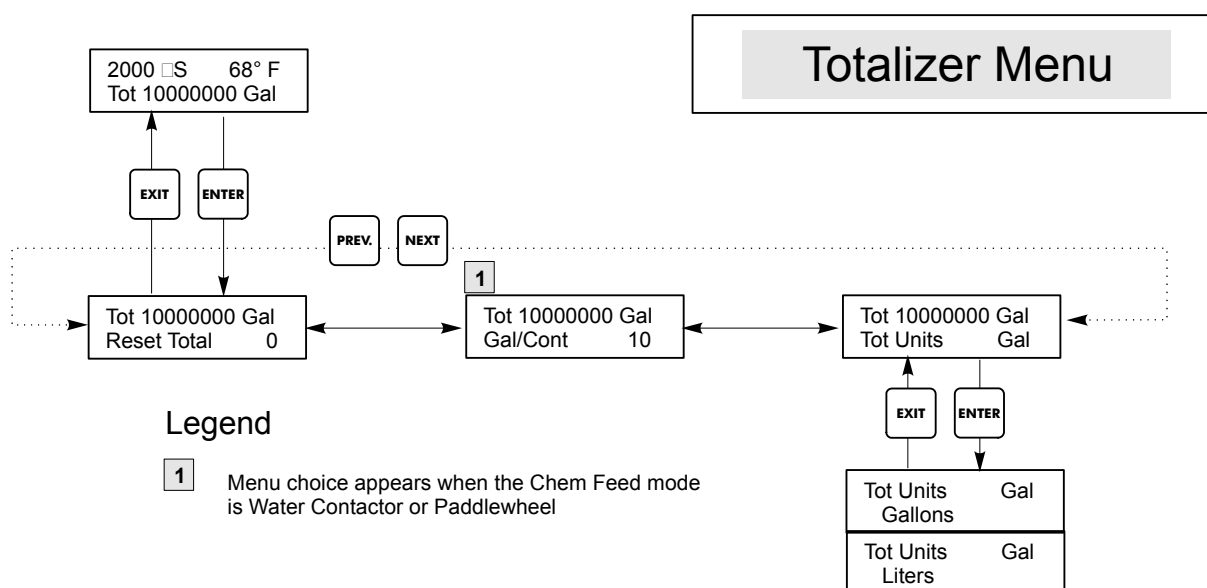 Totalizer Menu
2000 □S 68° F
Tot 10000000 Gal
EXIT
ENTER
PREV.
NEXT
1
Tot 10000000 Gal
Reset Total 0
Tot 10000000 Gal
Gal/Cont 10
Tot 10000000 Gal
Tot Units Gal
EXIT
ENTER
Legend
1
Menu choice appears when the Chem Feed mode
is Water Contactor or Paddlewheel
Tot Units Gal
Gallons
Tot Units Gal
Liters